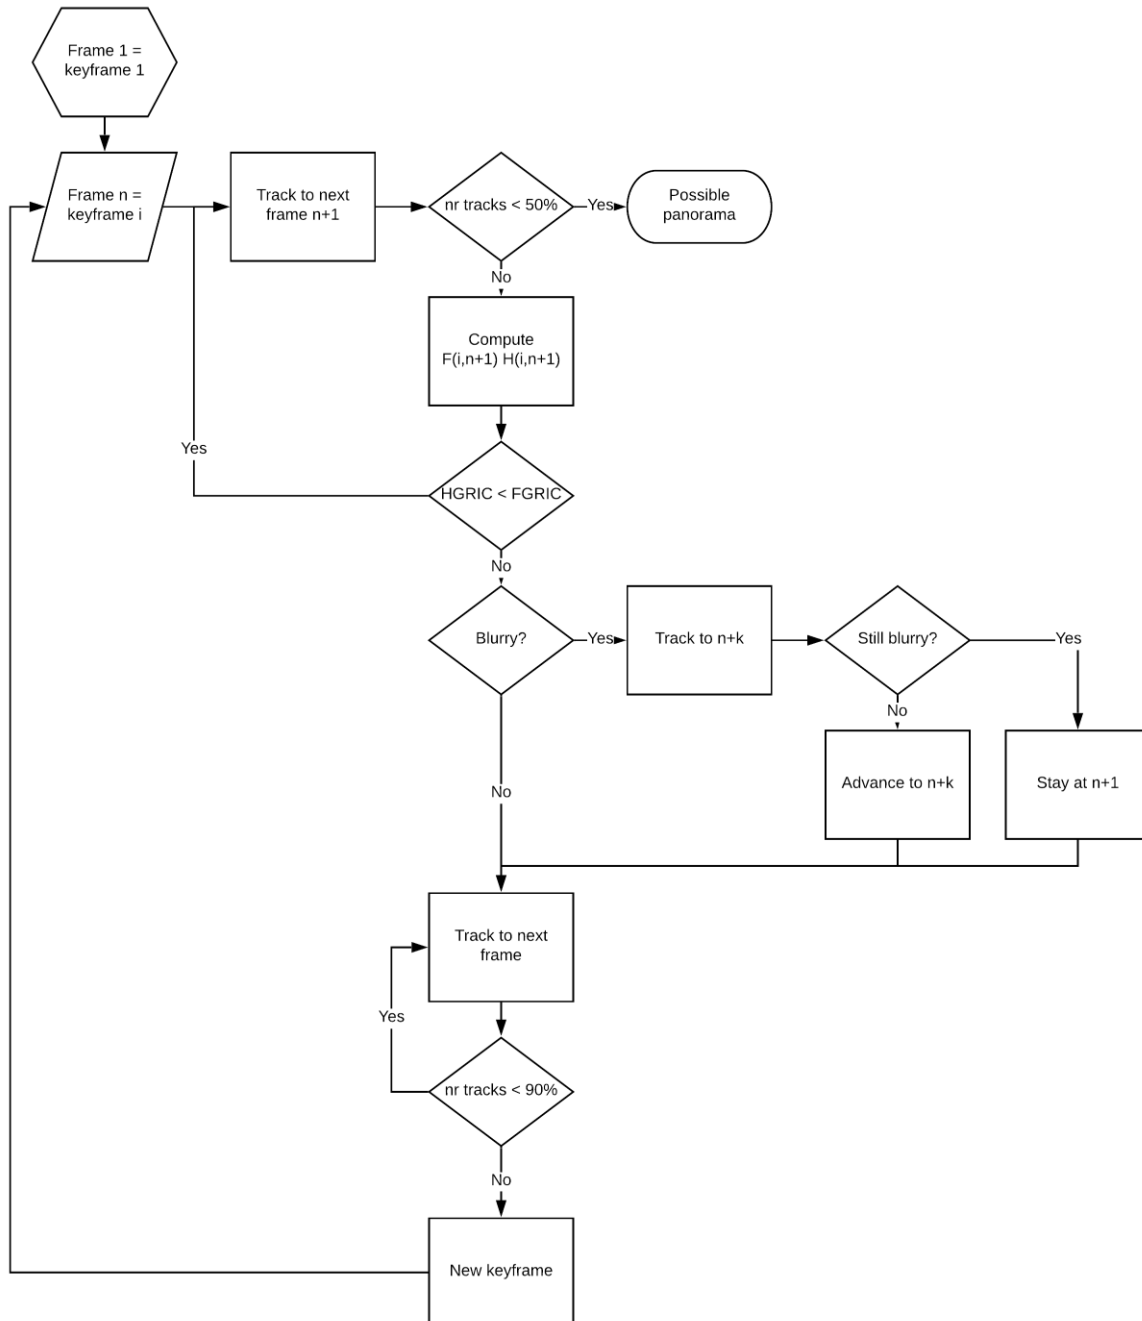 Frame 1 =
keyframe 1
Frame n =
keyframe i
Track to next
frame n+1
nr tracks < 50%
Yes
Possible
panorama
No
Compute
F(i,n+1) H(i,n+1)
Yes
HGRIC < FGRIC
No
Blurry?
Yes
Track to n+k
Still blurry?
Yes
No
No
Advance to n+k
Stay at n+1
Track to next
frame
Yes
nr tracks < 90%
No
New keyframe